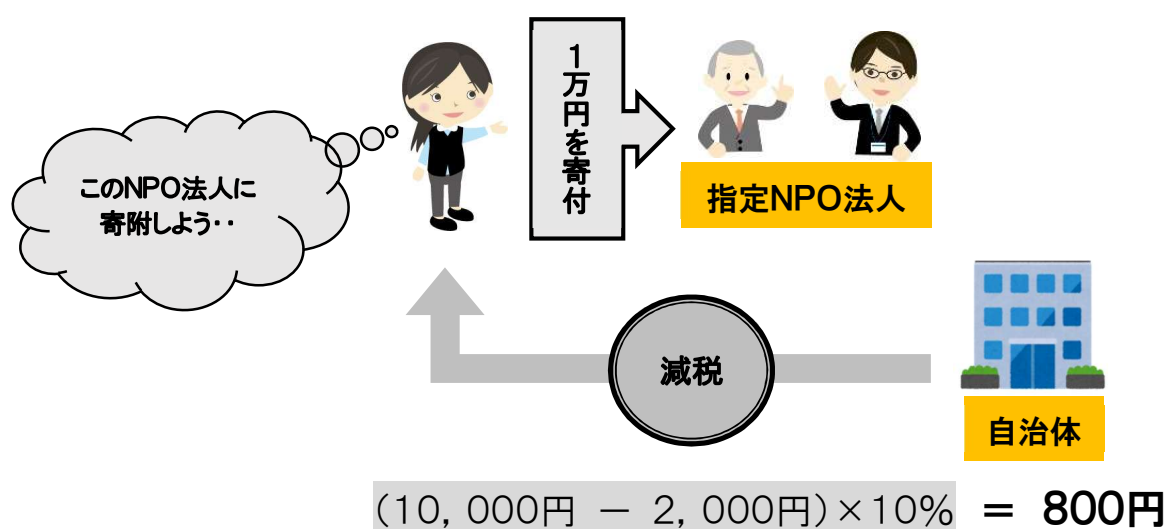 1万円を寄付
このNPO法人に
寄附しよう・・
指定NPO法人
減税
自治体
(10,000円 － 2,000円)×10% ＝ 800円